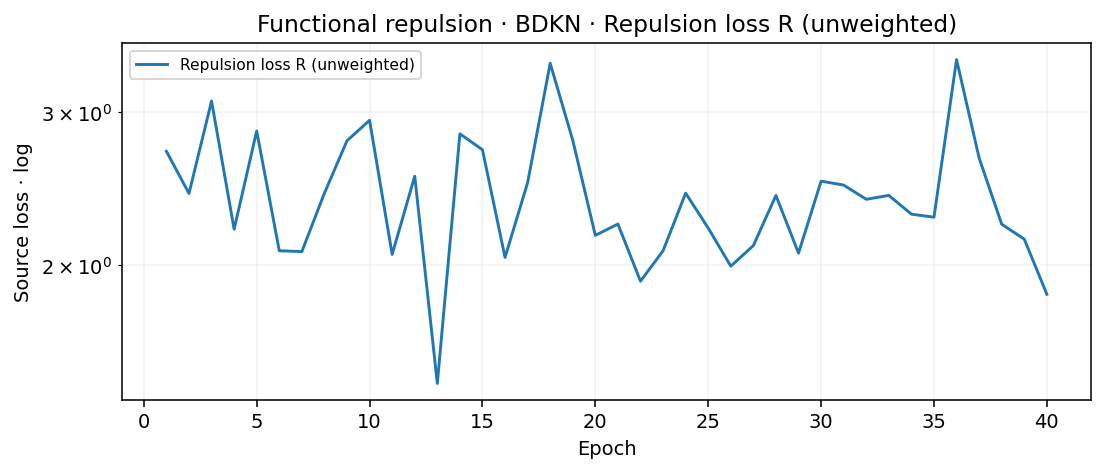 Functional repulsion · BDKN · Repulsion loss R (unweighted)
Repulsion loss R (unweighted)
Source loss · log
3 × 10⁰
2 × 10⁰
0 5 10 15 20 25 30 35 40
Epoch